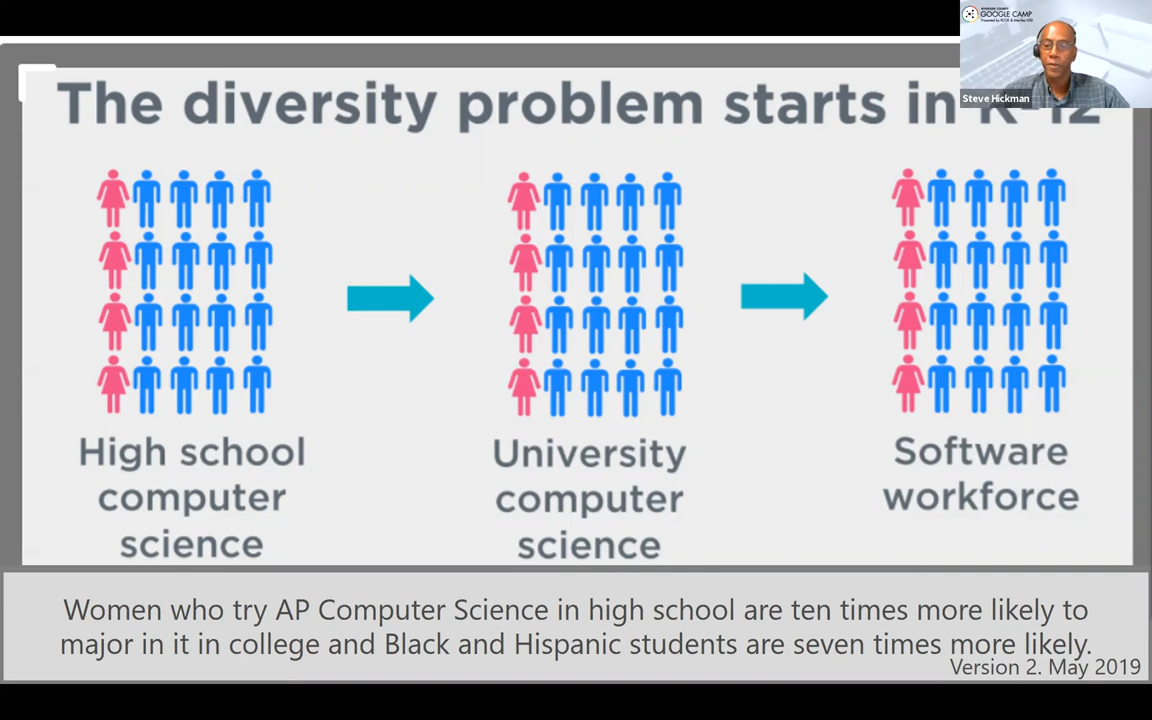 GOOGLE CAMP
Steve Hickman
The diversity problem starts in K-12
High school
computer
science
University
computer
science
Software
workforce
Women who try AP Computer Science in high school are ten times more likely to
major in it in college and Black and Hispanic students are seven times more likely.
Version 2. May 2019